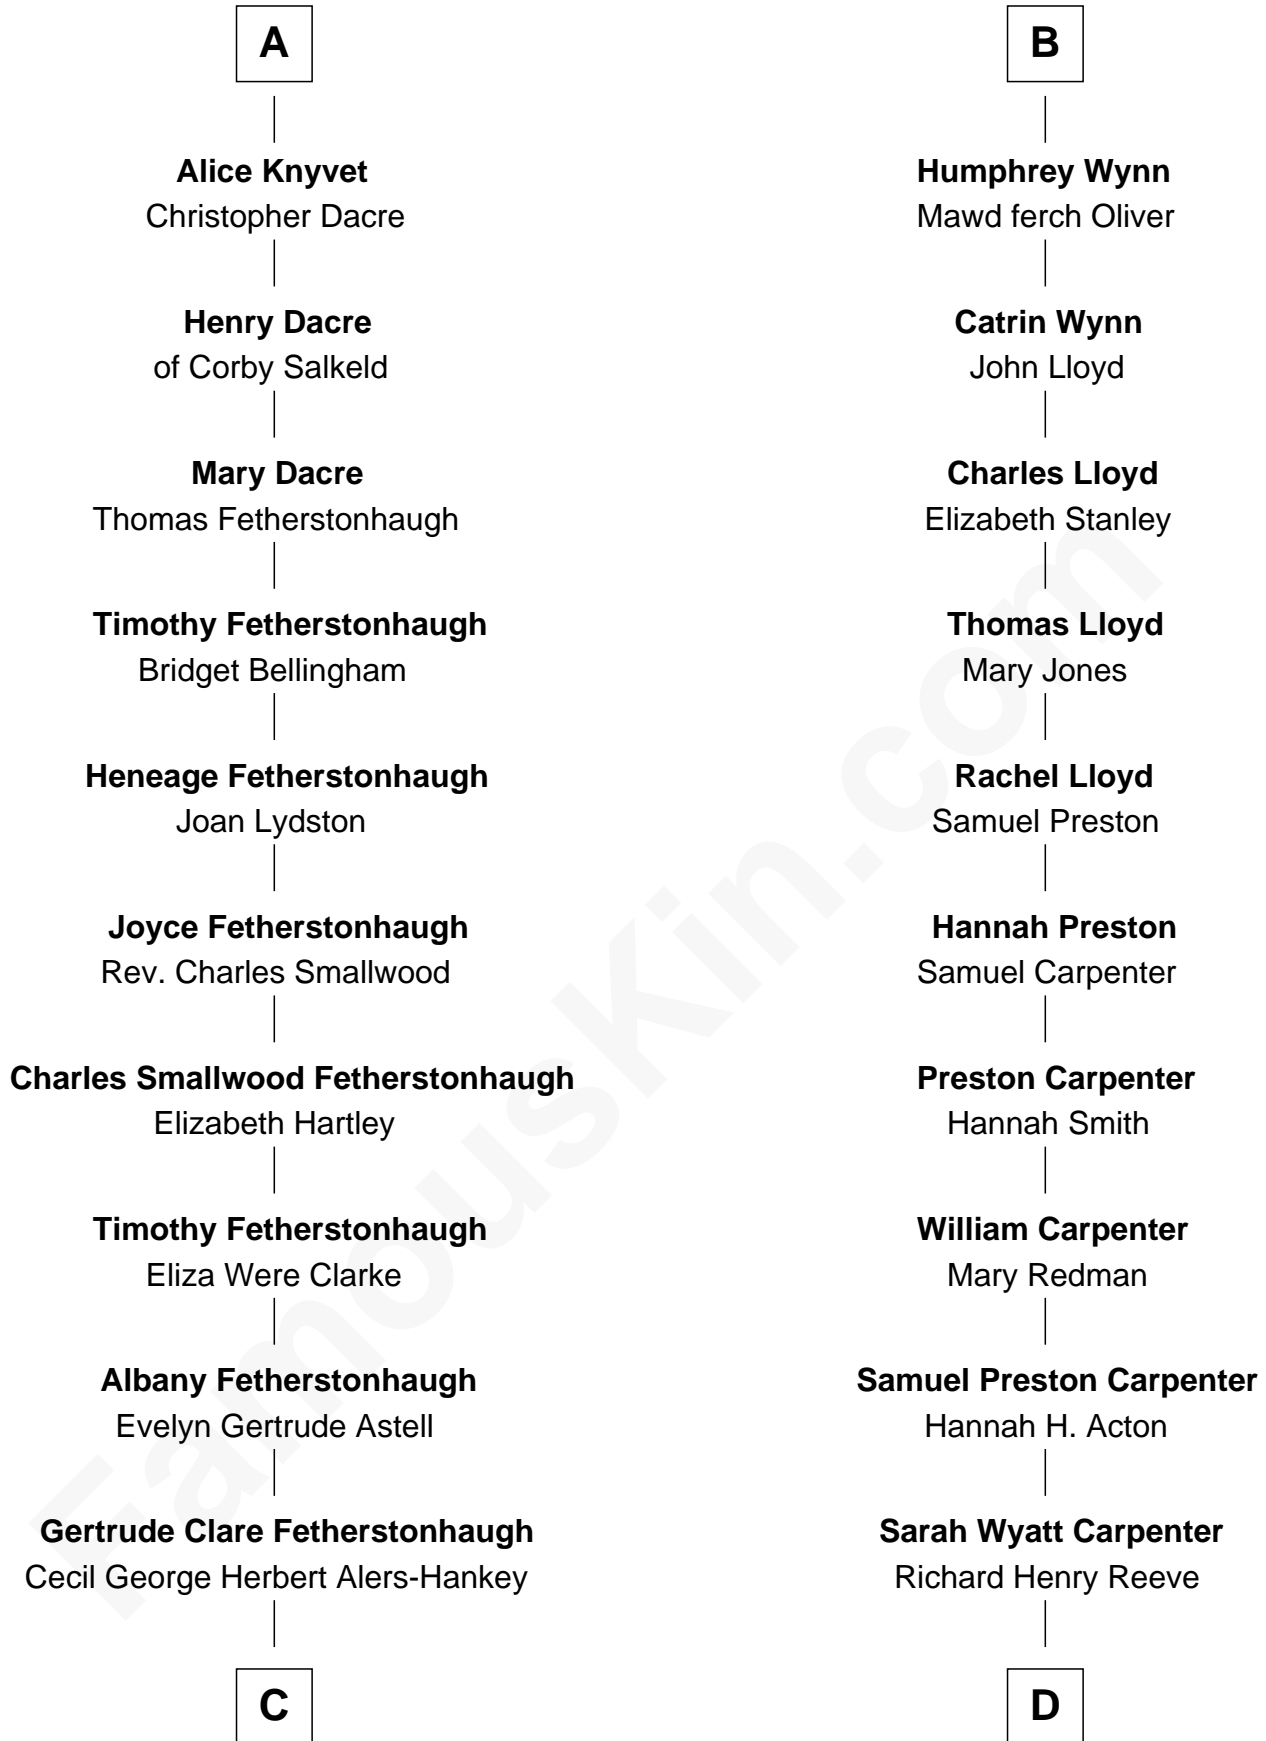 A
Alice Knyvet
Christopher Dacre
Henry Dacre
of Corby Salkeld
Mary Dacre
Thomas Fetherstonhaugh
Timothy Fetherstonhaugh
Bridget Bellingham
Heneage Fetherstonhaugh
Joan Lydston
Joyce Fetherstonhaugh
Rev. Charles Smallwood
Charles Smallwood Fetherstonhaugh
Elizabeth Hartley
Timothy Fetherstonhaugh
Eliza Were Clarke
Albany Fetherstonhaugh
Evelyn Gertrude Astell
Gertrude Clare Fetherstonhaugh
Cecil George Herbert Alers-Hankey
C
B
Humphrey Wynn
Mawd ferch Oliver
Catrin Wynn
John Lloyd
Charles Lloyd
Elizabeth Stanley
Thomas Lloyd
Mary Jones
Rachel Lloyd
Samuel Preston
Hannah Preston
Samuel Carpenter
Preston Carpenter
Hannah Smith
William Carpenter
Mary Redman
Samuel Preston Carpenter
Hannah H. Acton
Sarah Wyatt Carpenter
Richard Henry Reeve
D
FamousKin.com